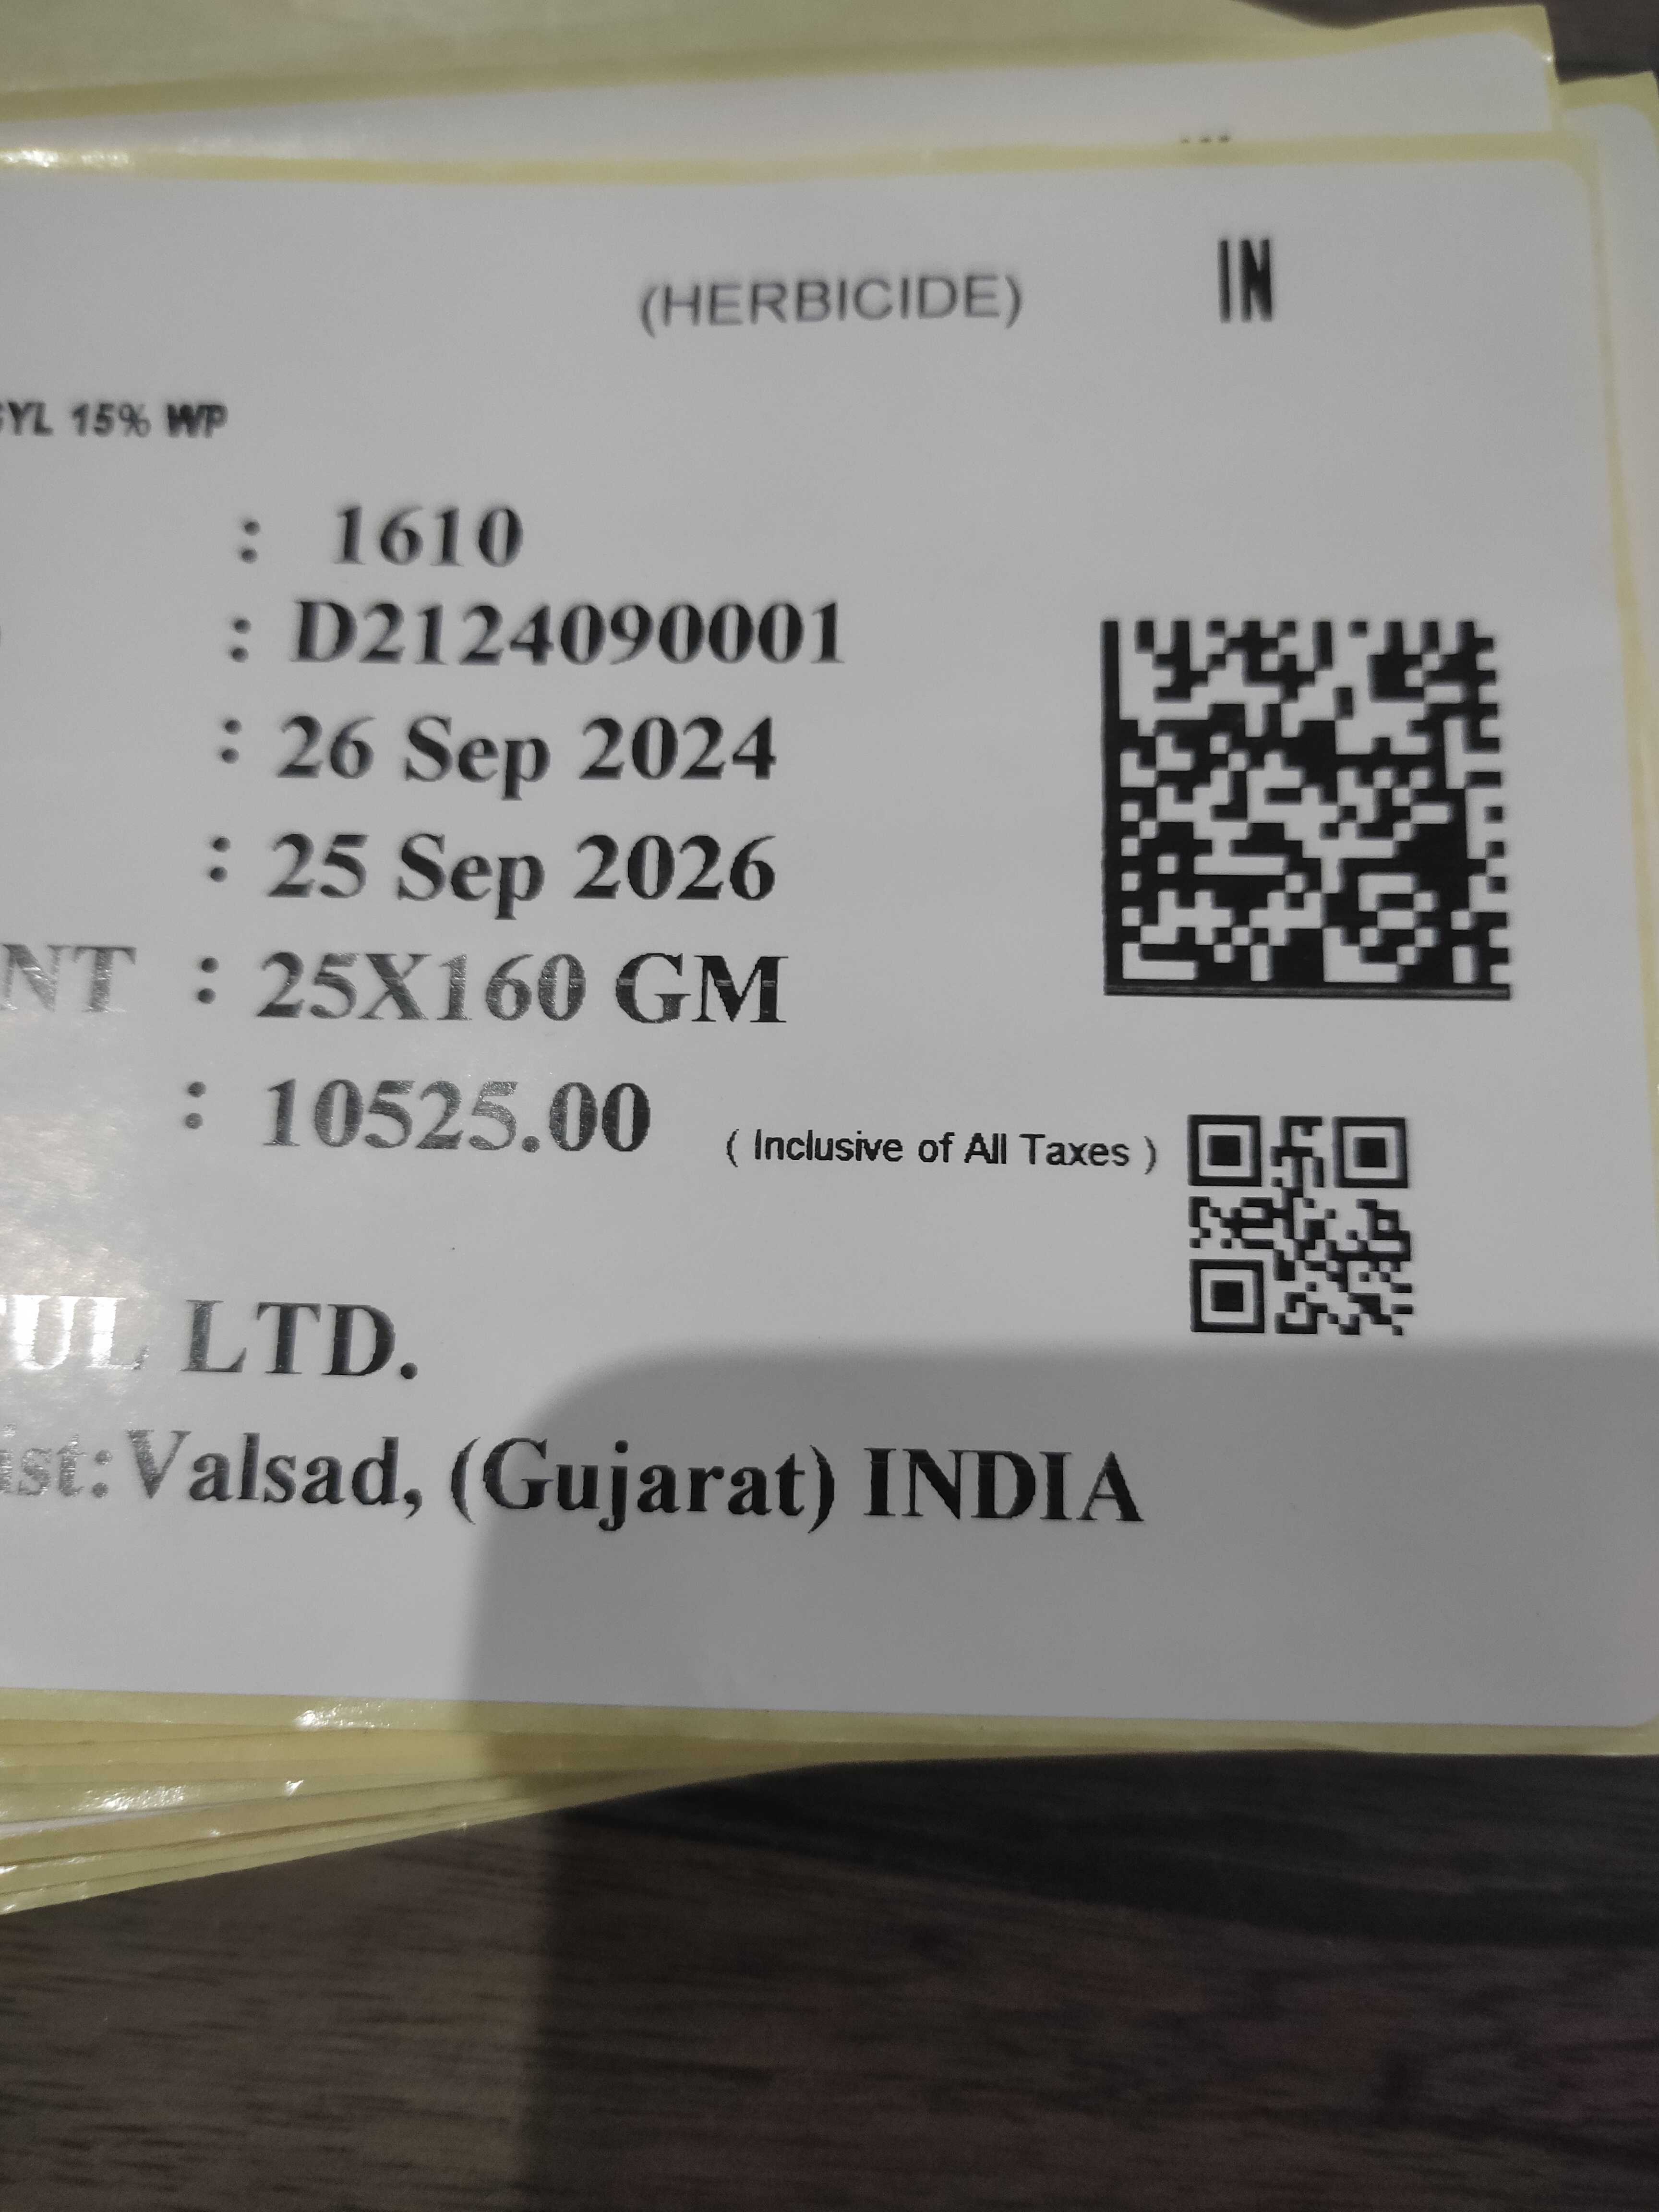 (HERBICIDE) IN
15% WP
: 1610
: D2124090001
: 26 Sep 2024
: 25 Sep 2026
: 25X160 GM
: 10525.00 ( Inclusive of All Taxes )
LTD.
Valsad, (Gujarat) INDIA